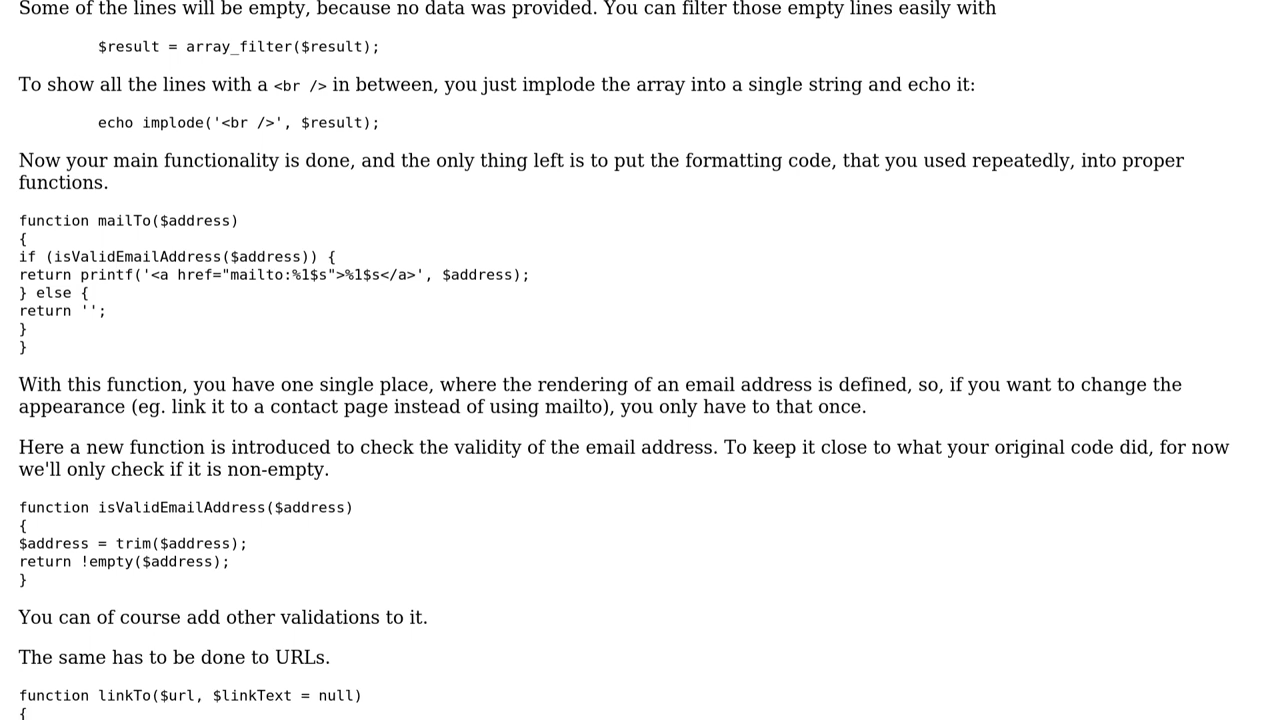 Some of the lines will be empty, because no data was provided. You can filter those empty lines easily with
$result = array_filter($result);
To show all the lines with a <br /> in between, you just implode the array into a single string and echo it:
echo implode('<br />', $result);
Now your main functionality is done, and the only thing left is to put the formatting code, that you used repeatedly, into proper
functions.
function mailTo($address)
{
if (isValidEmailAddress($address)) {
return printf('<a href="mailto:%1$s">%1$s</a>', $address);
} else {
return '';
}
}
With this function, you have one single place, where the rendering of an email address is defined, so, if you want to change the
appearance (eg. link it to a contact page instead of using mailto), you only have to that once.
Here a new function is introduced to check the validity of the email address. To keep it close to what your original code did, for now
we'll only check if it is non-empty.
function isValidEmailAddress($address)
{
$address = trim($address);
return !empty($address);
}
You can of course add other validations to it.
The same has to be done to URLs.
function linkTo($url, $linkText = null)
{